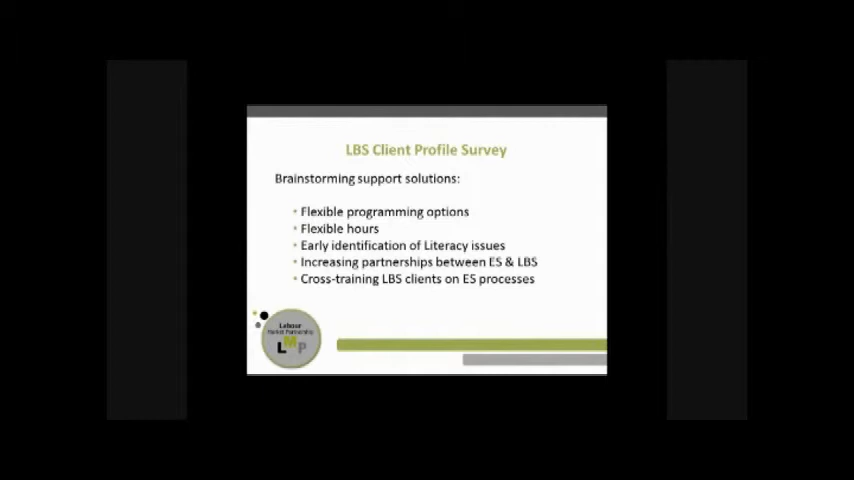 LBS Client Profile Survey
Brainstorming support solutions:
• Flexible programming options
• Flexible hours
• Early identification of Literacy issues
• Increasing partnerships between ES & LBS
• Cross-training LBS clients on ES processes
Labour
Market Partnership
LMP